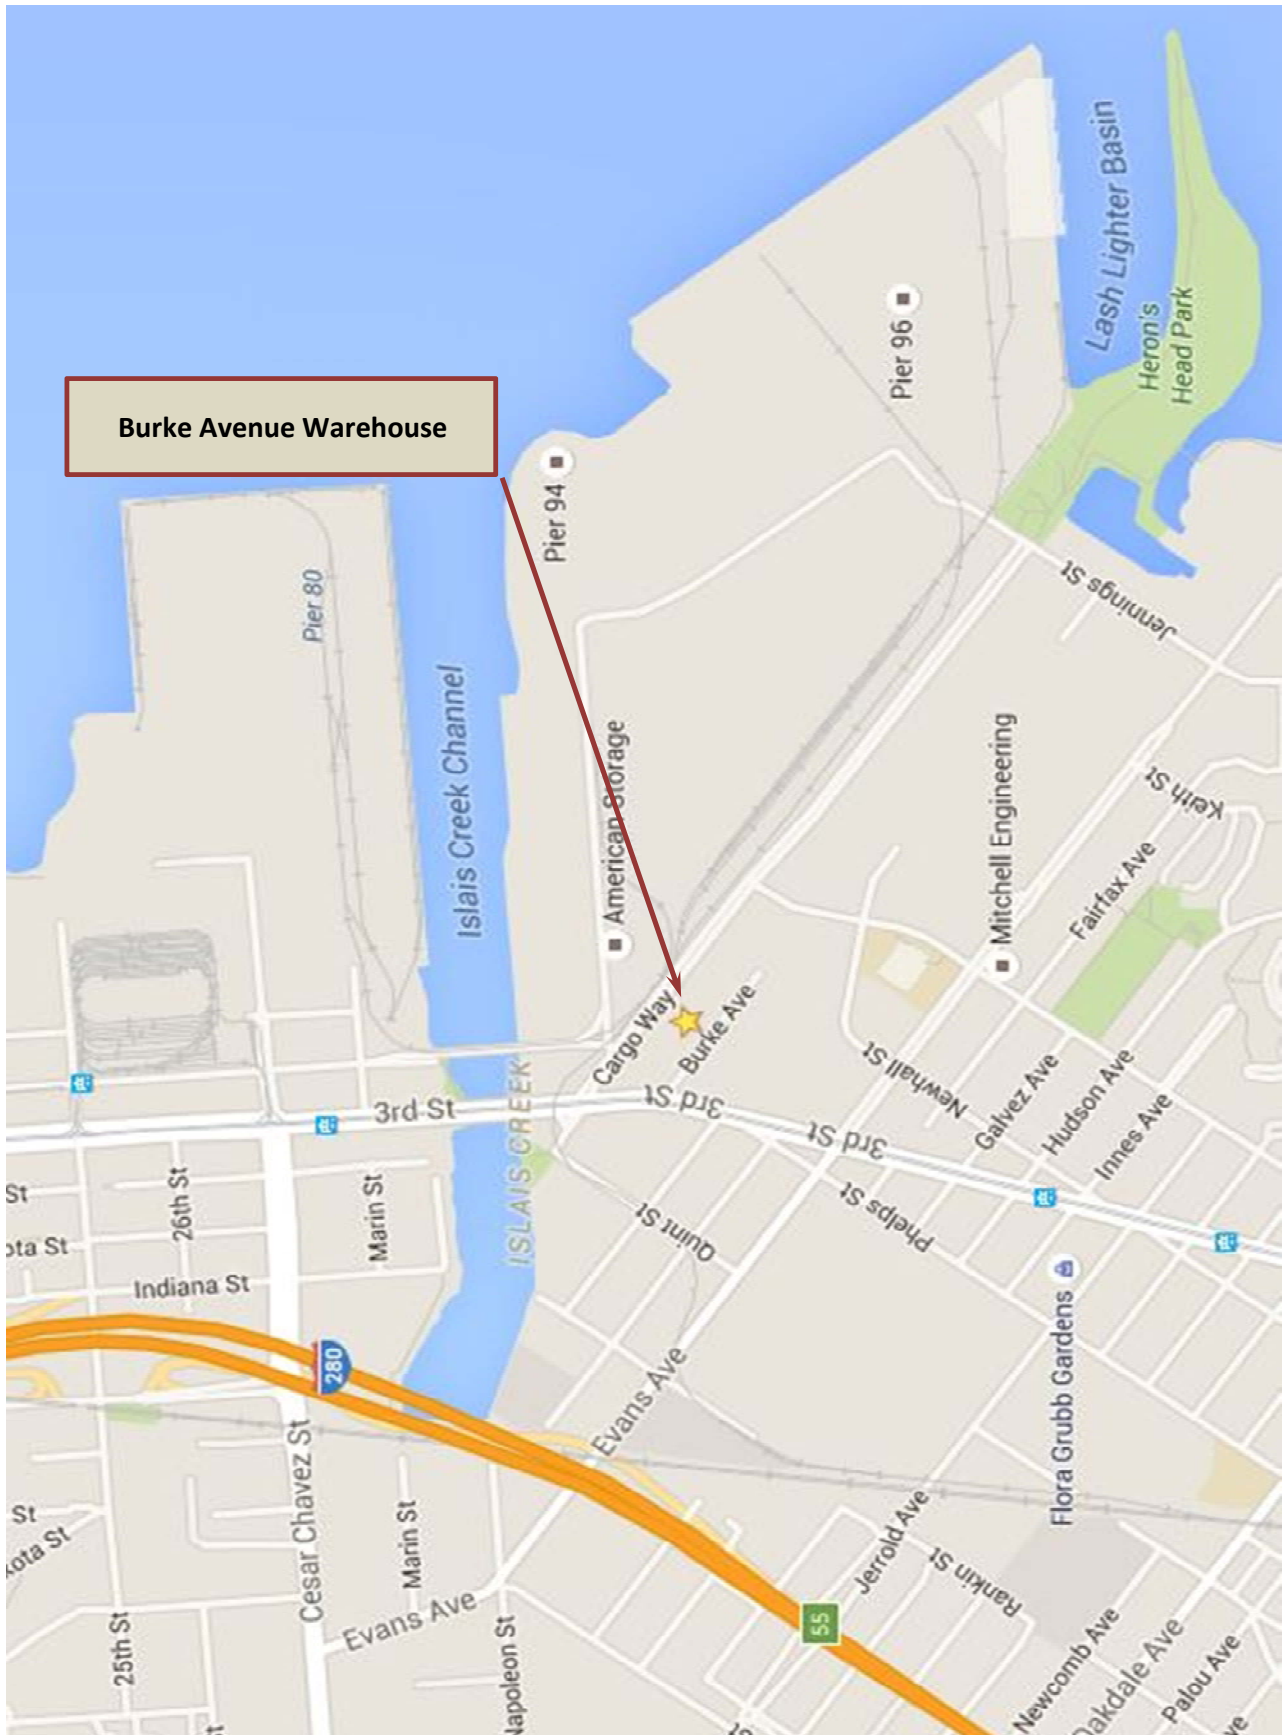 Lash Lighter Basin
Heron's
Head Park
Pier 96
Burke Avenue Warehouse
Pier 94
Pier 80
Jennings St
Islais Creek Channel
American Storage
Mitchell Engineering
Keith St
Fairfax Ave
Cargo Way
Burke Ave
3rd St
3rd St
3rd St
ISLAIS CREEK
Newhall St
Galvez Ave
Hudson Ave
Innes Ave
26th St
Marin St
Quint St
Phelps St
St
ota St
Indiana St
280
Flora Grubb Gardens
Evans Ave
Cesar Chavez St
Marin St
St
kota St
Jerrold Ave
Rankin St
25th St
Evans Ave
Napoleon St
55
Newcomb Ave
Oakdale Ave
Palou Ave